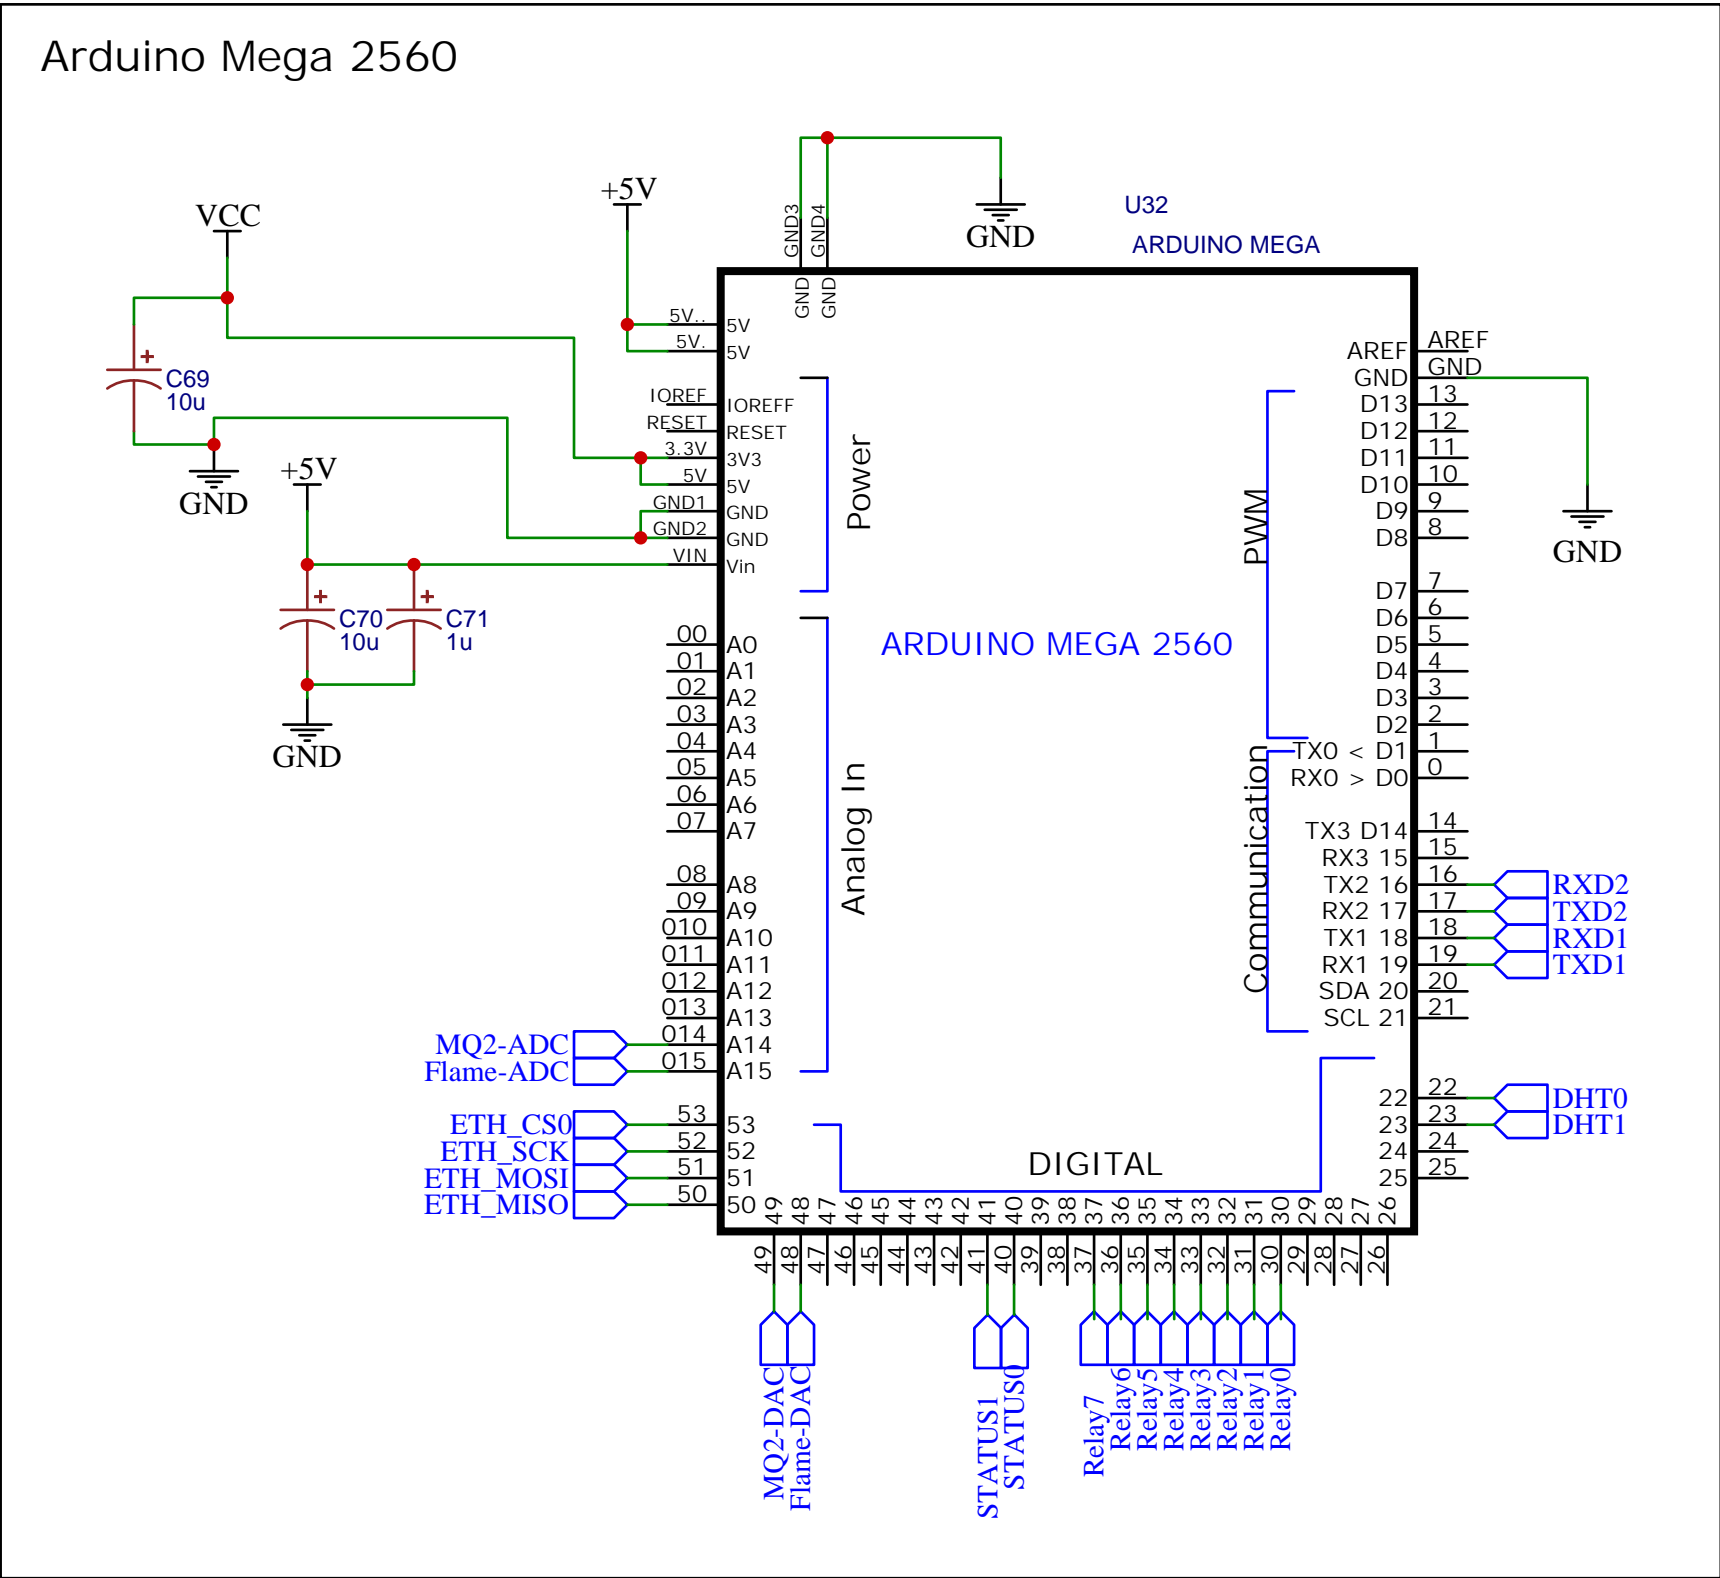 Arduino Mega 2560
VCC
+5V
GND3
GND4
GND
U32
ARDUINO MEGA
GND
GND
5V..
5V
5V.
5V
IOREF
IOREFF
RESET
RESET
3.3V
3V3
5V
5V
GND1
GND
GND2
GND
VIN
Vin
Power
+
C69
10u
GND
+5V
+
C70
10u
+
C71
1u
GND
AREF
AREF
GND
GND
D13
13
D12
12
D11
11
D10
10
D9
9
D8
8
D7
7
D6
6
D5
5
D4
4
D3
3
D2
2
TX0 < D1
1
RX0 > D0
0
PWM
GND
ARDUINO MEGA 2560
00
A0
01
A1
02
A2
03
A3
04
A4
05
A5
06
A6
07
A7
08
A8
09
A9
010
A10
011
A11
012
A12
013
A13
MQ2-ADC
014
A14
Flame-ADC
015
A15
Analog In
Communication
TX3 D14
14
RX3 15
15
TX2 16
16
RXD2
RX2 17
17
TXD2
TX1 18
18
RXD1
RX1 19
19
TXD1
SDA 20
20
SCL 21
21
ETH_CS0
53
53
ETH_SCK
52
52
ETH_MOSI
51
51
ETH_MISO
50
50
22
22
DHT0
23
23
DHT1
24
24
25
25
DIGITAL
49 48 47 46 45 44 43 42 41 40 39 38 37 36 35 34 33 32 31 30 29 28 27 26
49 48 47 46 45 44 43 42 41 40 39 38 37 36 35 34 33 32 31 30 29 28 27 26
MQ2-DAC
Flame-DAC
STATUS1
STATUS0
Relay7
Relay6
Relay5
Relay4
Relay3
Relay2
Relay1
Relay0